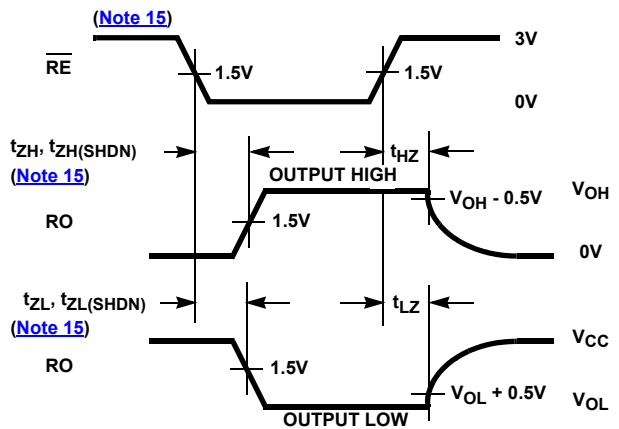 (Note 15)
RE
3V
1.5V
1.5V
0V
tZH, tZH(SHDN)
(Note 15)
tHZ
OUTPUT HIGH
RO
1.5V
VOH - 0.5V
VOH
0V
tZL, tZL(SHDN)
(Note 15)
tLZ
RO
1.5V
VCC
VOL + 0.5V
VOL
OUTPUT LOW